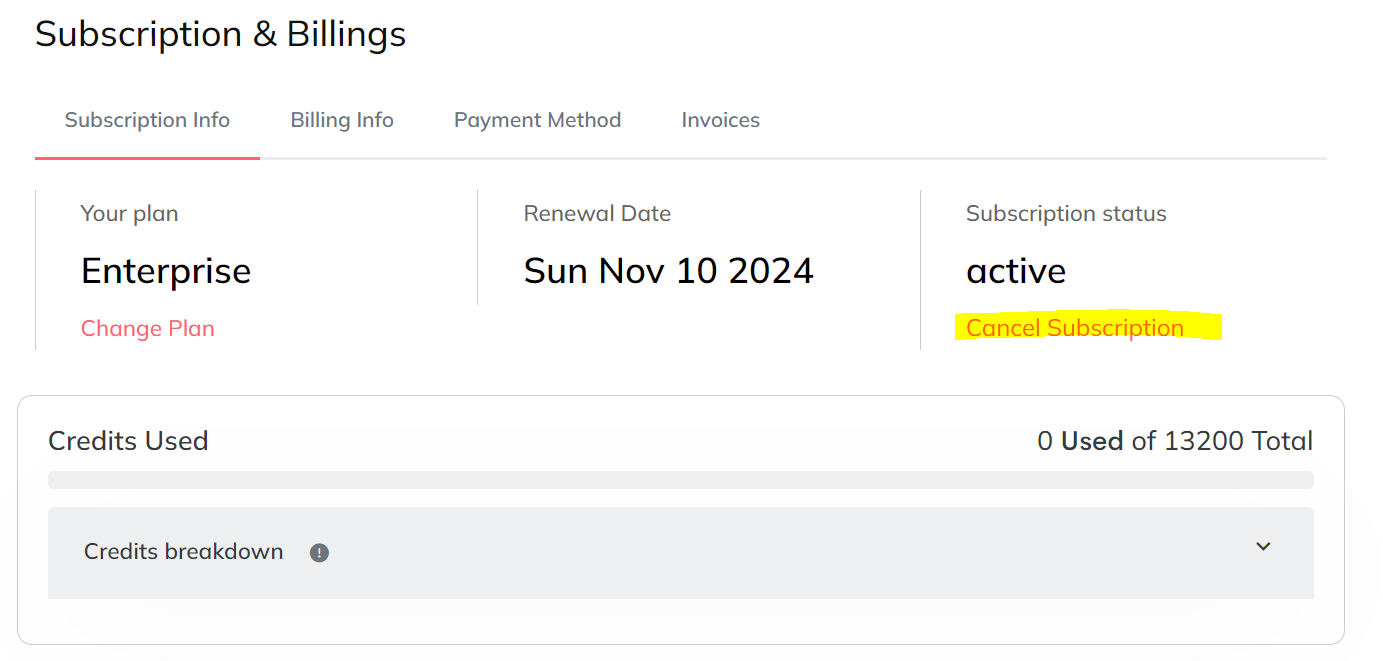 Subscription & Billings
Subscription Info Billing Info Payment Method Invoices
Your plan
Enterprise
Change Plan
Renewal Date
Sun Nov 10 2024
Subscription status
active
Cancel Subscription
Credits Used
0 Used of 13200 Total
Credits breakdown